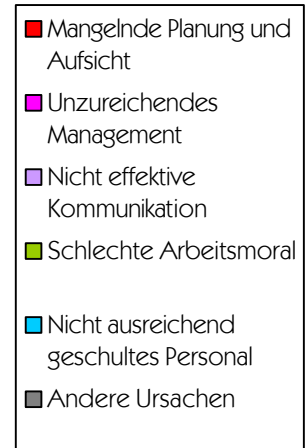 Mangelnde Planung und
Aufsicht
Unzureichendes
Management
Nicht effektive
Kommunikation
Schlechte Arbeitsmoral
Nicht ausreichend
geschultes Personal
Andere Ursachen